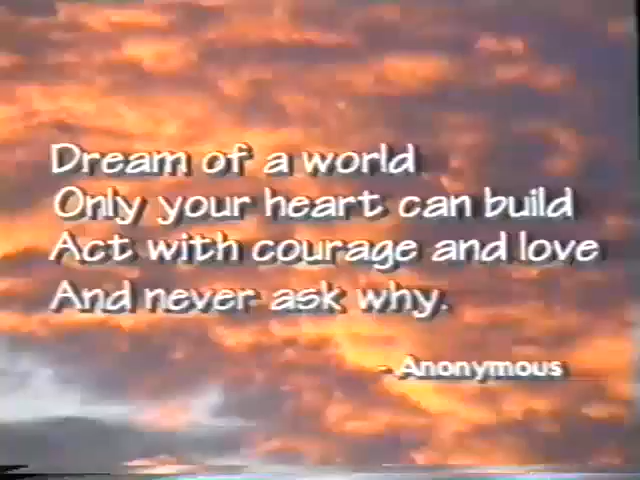 Dream of a world
Only your heart can build
Act with courage and love
And never ask why.
- Anonymous